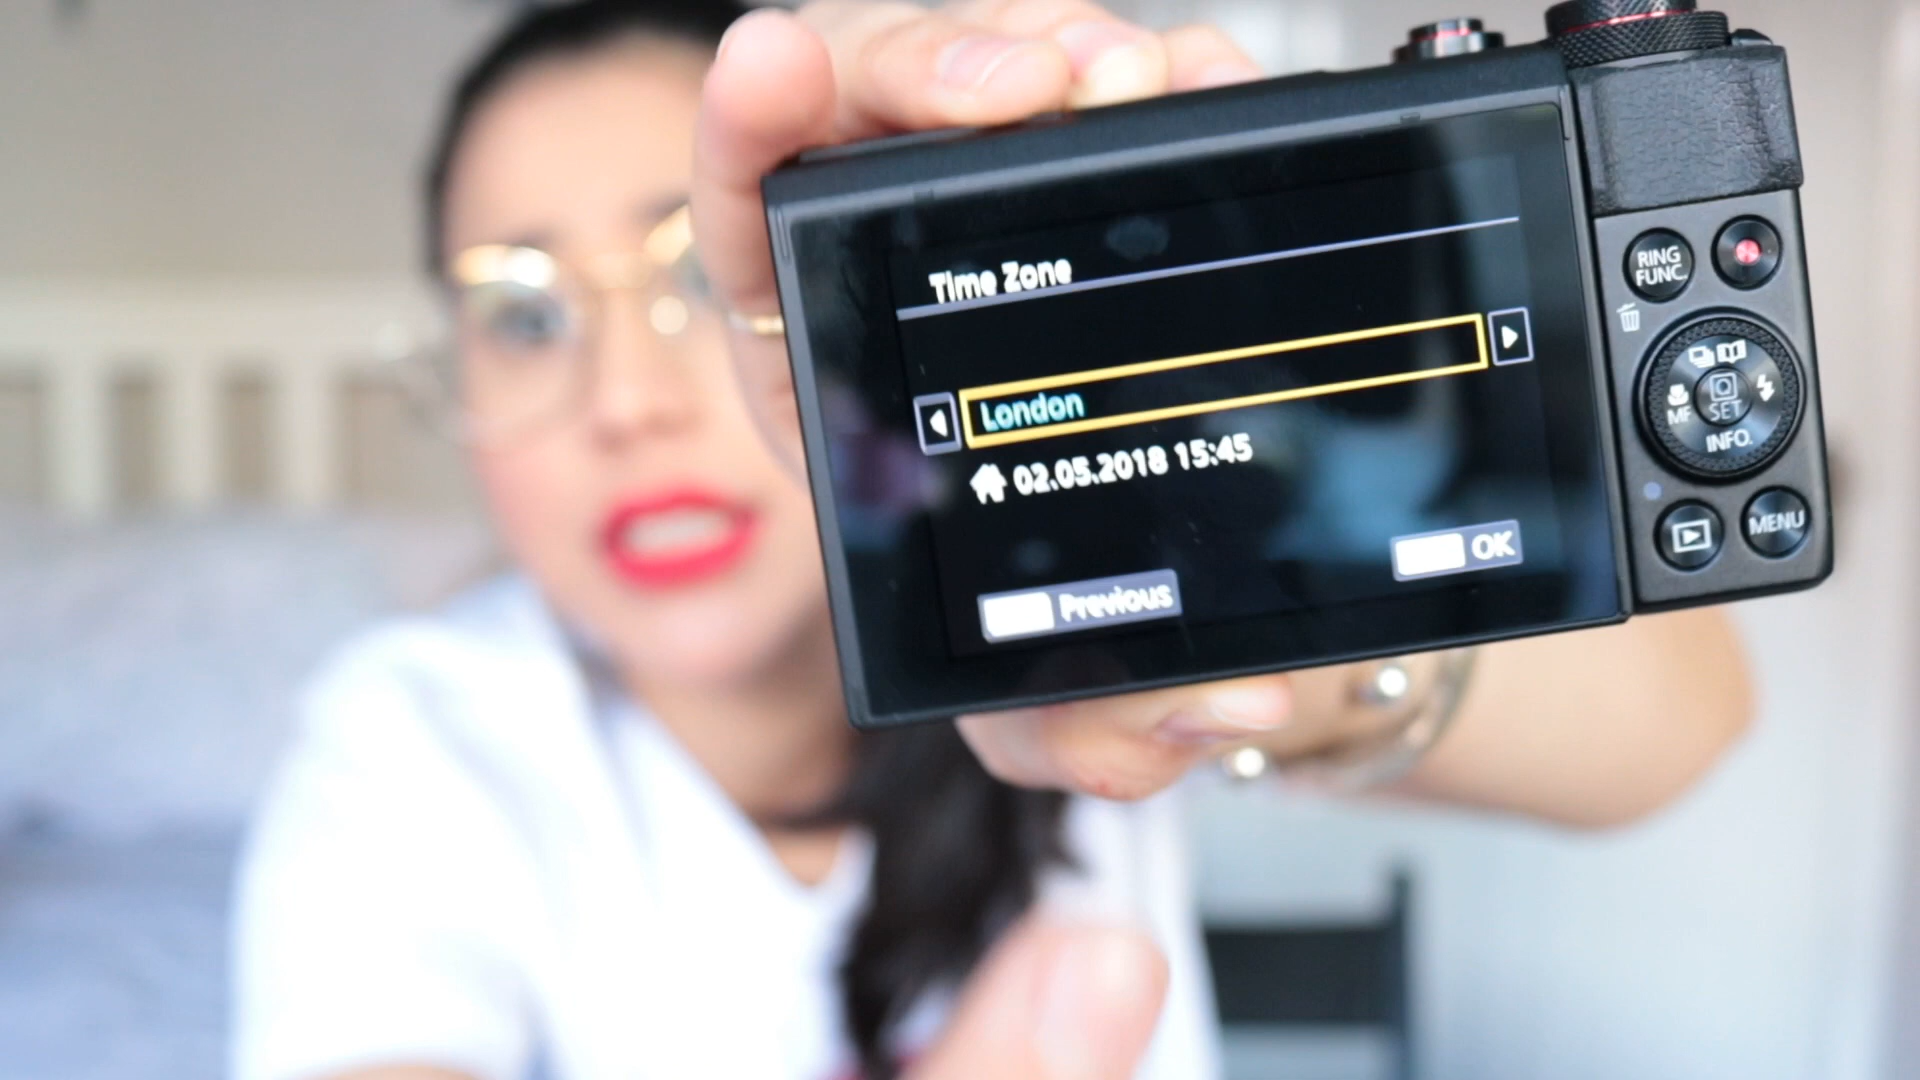 Time Zone
London
02.05.2018 15:45
OK
Previous
RING
FUNC.
MF
SET
INFO.
MENU